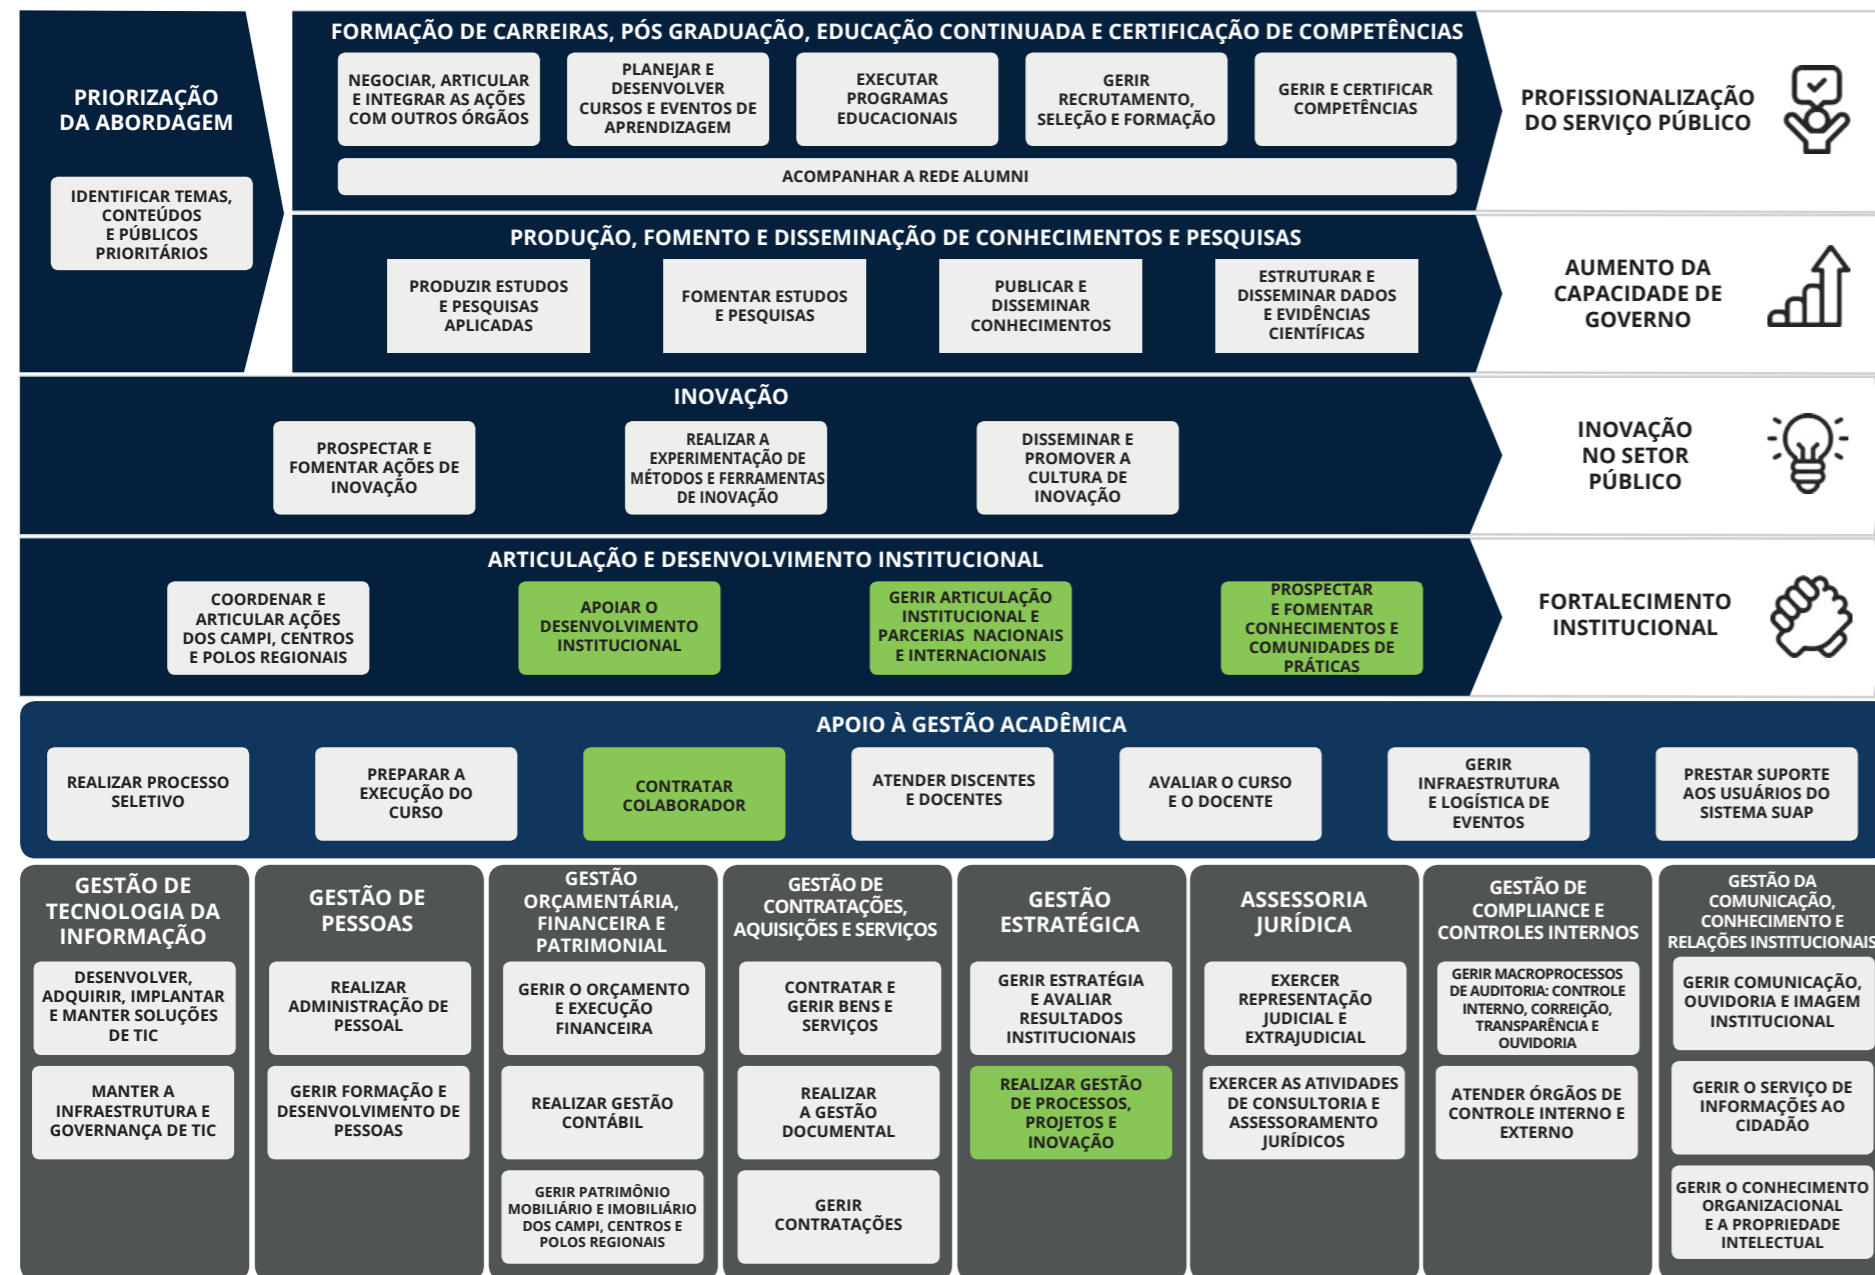 PRIORIZAÇÃO
DA ABORDAGEM
IDENTIFICAR TEMAS,
CONTEÚDOS
E PÚBLICOS
PRIORITÁRIOS
FORMAÇÃO DE CARREIRAS, PÓS GRADUAÇÃO, EDUCAÇÃO CONTINUADA E CERTIFICAÇÃO DE COMPETÊNCIAS
NEGOCIAR, ARTICULAR
E INTEGRAR AS AÇÕES
COM OUTROS ÓRGÃOS
PLANEJAR E
DESENVOLVER
CURSOS E EVENTOS DE
APRENDIZAGEM
EXECUTAR
PROGRAMAS
EDUCACIONAIS
GERIR
RECRUTAMENTO,
SELEÇÃO E FORMAÇÃO
GERIR E CERTIFICAR
COMPETÊNCIAS
ACOMPANHAR A REDE ALUMNI
PROFISSIONALIZAÇÃO
DO SERVIÇO PÚBLICO
PRODUÇÃO, FOMENTO E DISSEMINAÇÃO DE CONHECIMENTOS E PESQUISAS
PRODUZIR ESTUDOS
E PESQUISAS
APLICADAS
FOMENTAR ESTUDOS
E PESQUISAS
PUBLICAR E
DISSEMINAR
CONHECIMENTOS
ESTRUTURAR E
DISSEMINAR DADOS
E EVIDÊNCIAS
CIENTÍFICAS
AUMENTO DA
CAPACIDADE DE
GOVERNO
INOVAÇÃO
PROSPECTAR E
FOMENTAR AÇÕES DE
INOVAÇÃO
REALIZAR A
EXPERIMENTAÇÃO DE
MÉTODOS E FERRAMENTAS
DE INOVAÇÃO
DISSEMINAR E
PROMOVER A
CULTURA DE
INOVAÇÃO
INOVAÇÃO
NO SETOR
PÚBLICO
ARTICULAÇÃO E DESENVOLVIMENTO INSTITUCIONAL
COORDENAR E
ARTICULAR AÇÕES
DOS CAMPI, CENTROS
E POLOS REGIONAIS
APOIAR O
DESENVOLVIMENTO
INSTITUCIONAL
GERIR ARTICULAÇÃO
INSTITUCIONAL E
PARCERIAS NACIONAIS
E INTERNACIONAIS
PROSPECTAR
E FOMENTAR
CONHECIMENTOS E
COMUNIDADES DE
PRÁTICAS
FORTALECIMENTO
INSTITUCIONAL
APOIO À GESTÃO ACADÊMICA
REALIZAR PROCESSO
SELETIVO
PREPARAR A
EXECUÇÃO DO
CURSO
CONTRATAR
COLABORADOR
ATENDER DISCENTES
E DOCENTES
AVALIAR O CURSO
E O DOCENTE
GERIR
INFRAESTRUTURA
E LOGÍSTICA DE
EVENTOS
PRESTAR SUPORTE
AOS USUÁRIOS DO
SISTEMA SUAP
GESTÃO DE
TECNOLOGIA DA
INFORMAÇÃO
DESENVOLVER,
ADQUIRIR, IMPLANTAR
E MANTER SOLUÇÕES
DE TIC
MANTER A
INFRAESTRUTURA E
GOVERNANÇA DE TIC
GESTÃO DE
PESSOAS
REALIZAR
ADMINISTRAÇÃO DE
PESSOAL
GERIR FORMAÇÃO E
DESENVOLVIMENTO DE
PESSOAS
GESTÃO
ORÇAMENTÁRIA,
FINANCEIRA E
PATRIMONIAL
GERIR O ORÇAMENTO
E EXECUÇÃO
FINANCEIRA
REALIZAR GESTÃO
CONTÁBIL
GERIR PATRIMÔNIO
MOBILIÁRIO E IMOBILIÁRIO
DOS CAMPI, CENTROS E
POLOS REGIONAIS
GESTÃO DE
CONTRATAÇÕES,
AQUISIÇÕES E SERVIÇOS
CONTRATAR E
GERIR BENS E
SERVIÇOS
REALIZAR
A GESTÃO
DOCUMENTAL
GERIR
CONTRATAÇÕES
GESTÃO
ESTRATÉGICA
GERIR ESTRATÉGIA
E AVALIAR
RESULTADOS
INSTITUCIONAIS
REALIZAR GESTÃO
DE PROCESSOS,
PROJETOS E
INOVAÇÃO
ASSESSORIA
JURÍDICA
EXERCER
REPRESENTAÇÃO
JUDICIAL E
EXTRAJUDICIAL
EXERCER AS ATIVIDADES
DE CONSULTORIA E
ASSESSORAMENTO
JURÍDICOS
GESTÃO DE
COMPLIANCE E
CONTROLES INTERNOS
GERIR MACROPROCESSOS
DE AUDITORIA: CONTROLE
INTERNO, CORREIÇÃO,
TRANSPARÊNCIA E
OUVIDORIA
ATENDER ÓRGÃOS DE
CONTROLE INTERNO E
EXTERNO
GESTÃO DA
COMUNICAÇÃO,
CONHECIMENTO E
RELAÇÕES INSTITUCIONAIS
GERIR COMUNICAÇÃO,
OUVIDORIA E IMAGEM
INSTITUCIONAL
GERIR O SERVIÇO DE
INFORMAÇÕES AO
CIDADÃO
GERIR O CONHECIMENTO
ORGANIZACIONAL
E A PROPRIEDADE
INTELECTUAL